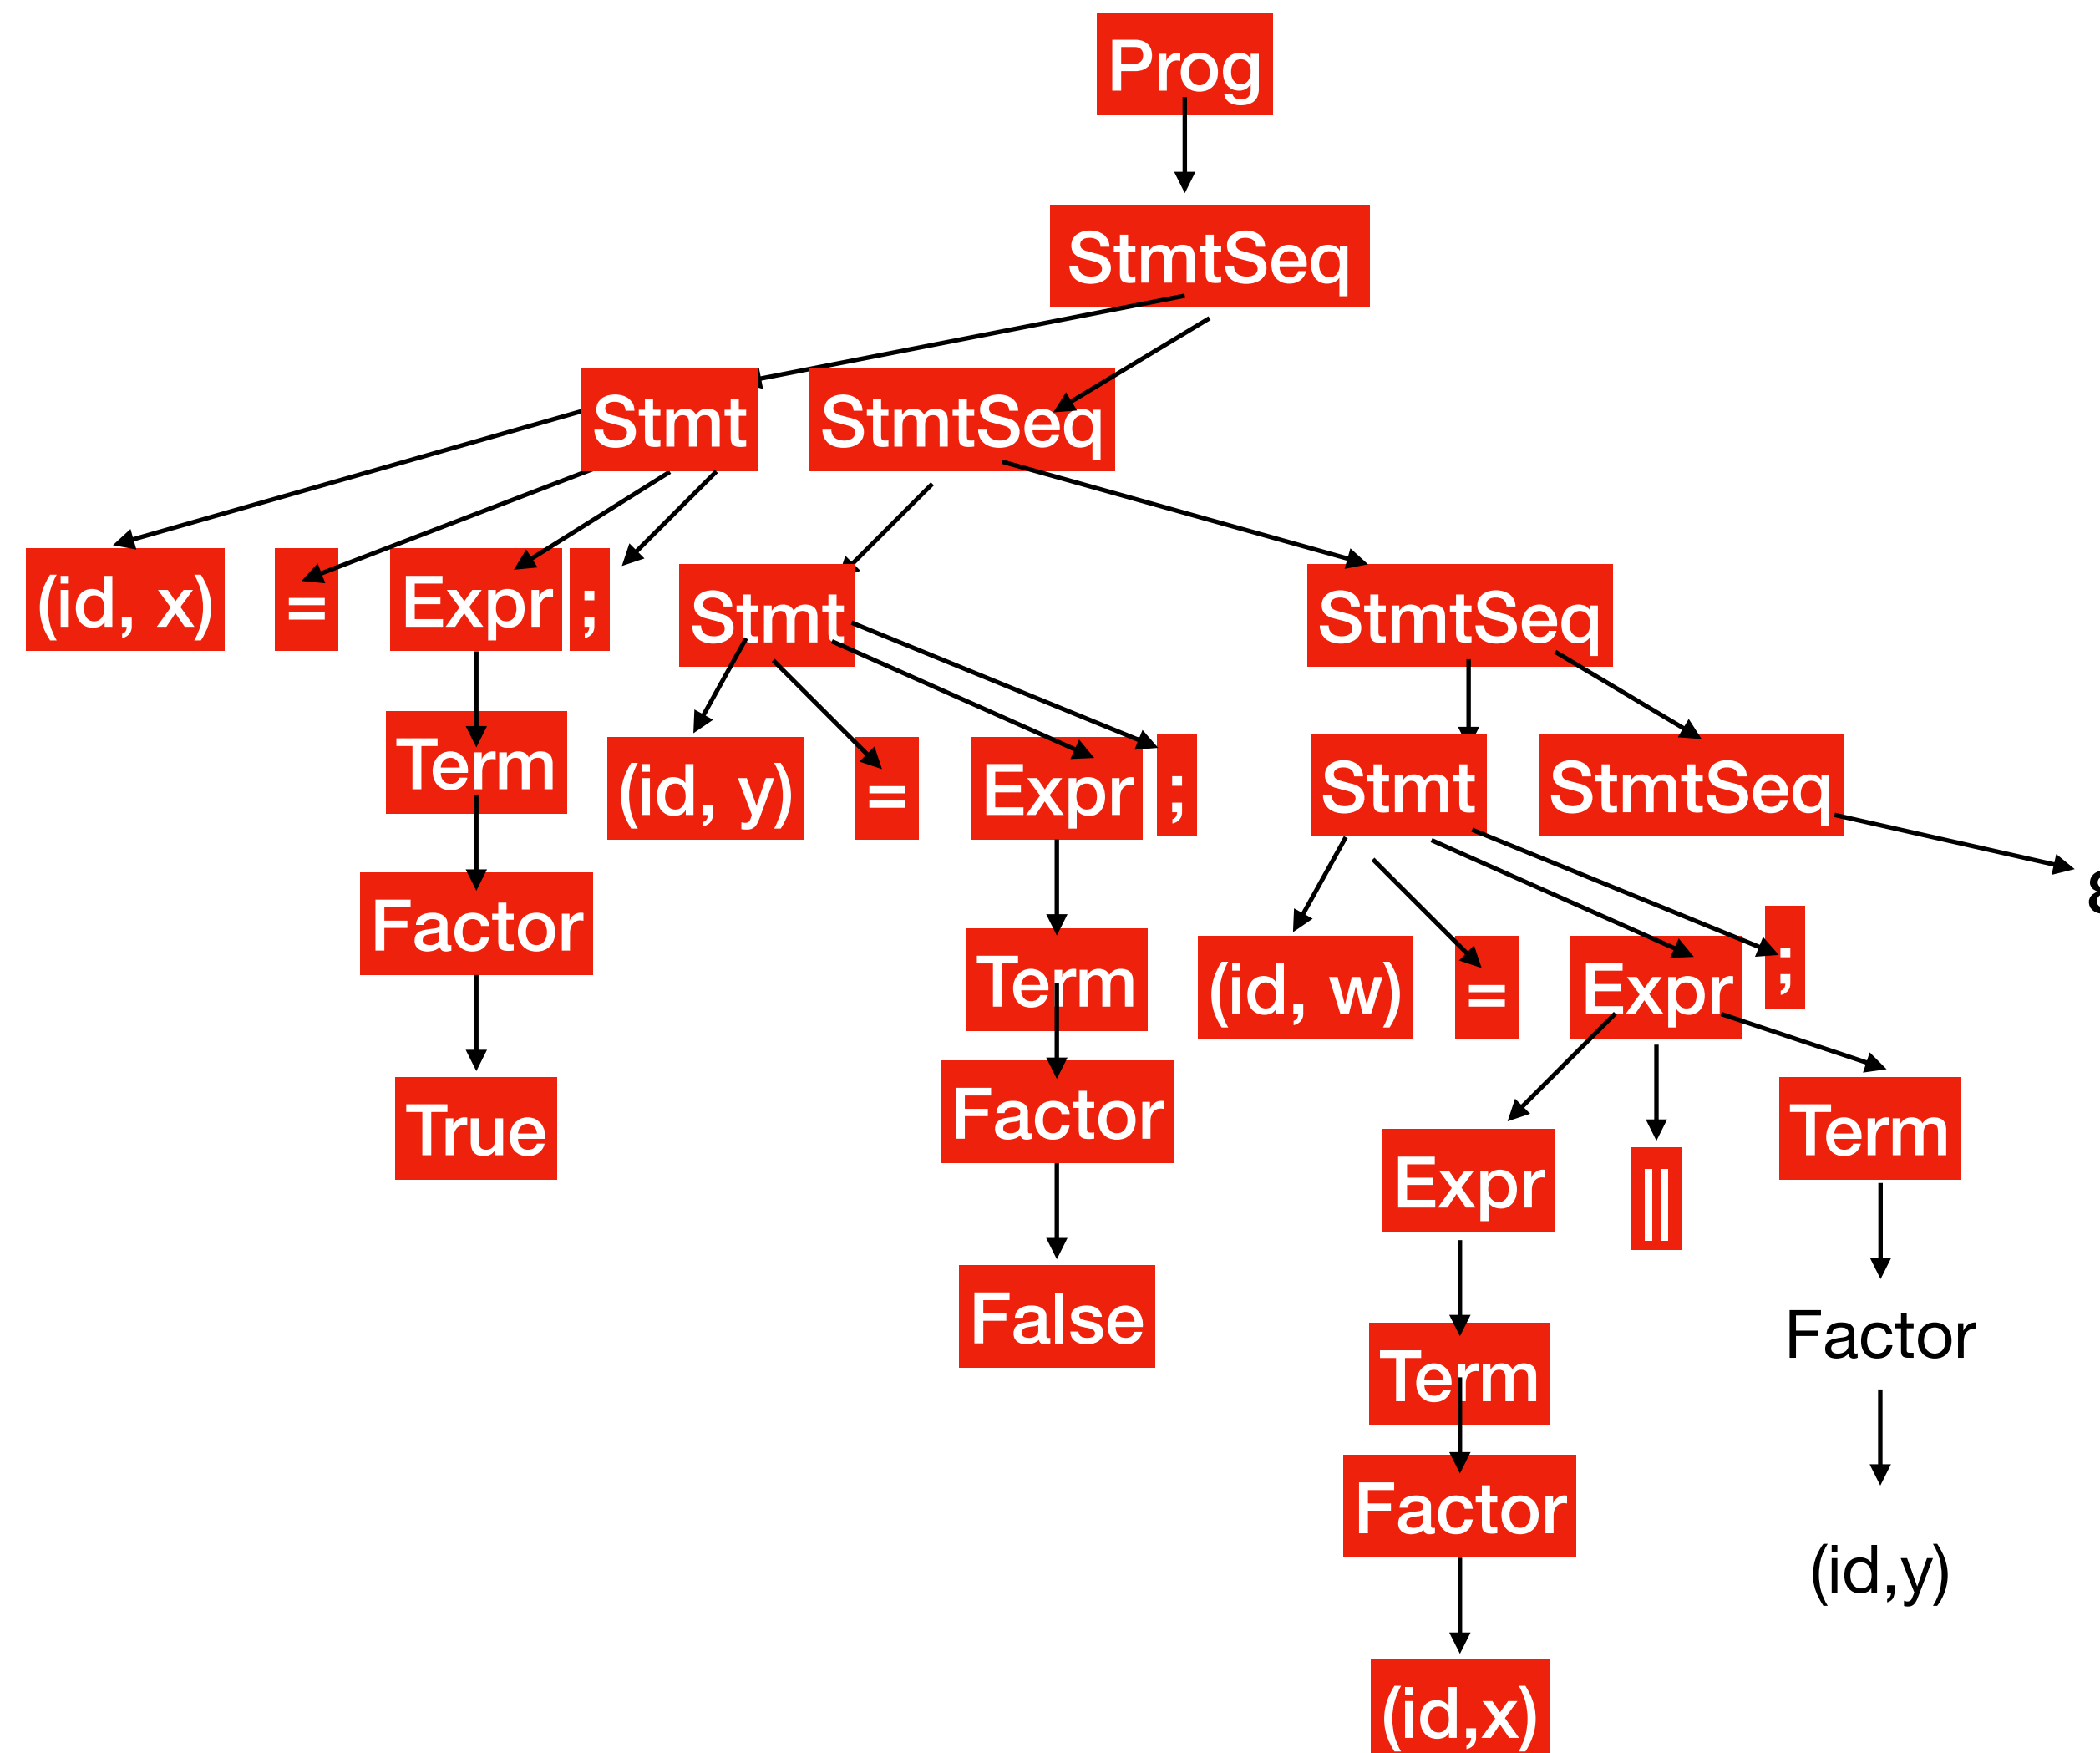 Prog
StmtSeq
Stmt StmtSeq
(id, x) = Expr ; Stmt StmtSeq
Term (id, y) = Expr ; Stmt StmtSeq
Factor Term (id, w) = Expr ;
True Factor Expr || Term
False Term Factor
Factor (id,y)
(id,x)